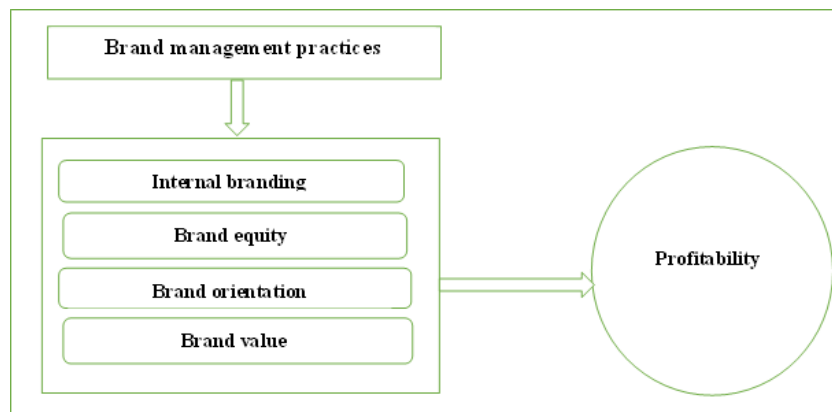 Brand management practices
Internal branding
Brand equity
Brand orientation
Brand value
Profitability